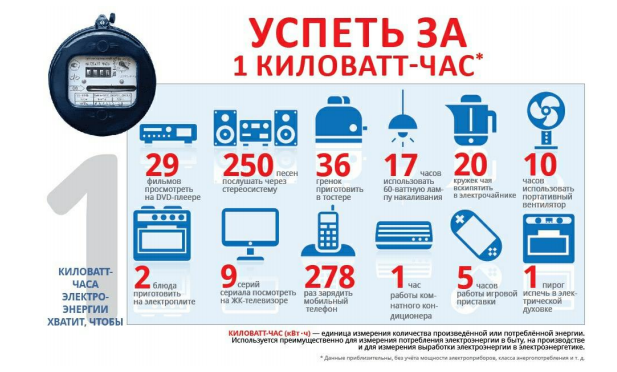 УСПЕТЬ ЗА
1 КИЛОВАТТ-ЧАС*
1
29 фильмов
просмотреть
на DVD-плеере
250 песен
послушать через
стереосистему
36
гренок
приготовить
в тостере
17 часов
использовать
60-ваттную лам-
пу накаливания
20
кружек чая
вскипятить
в электрочайнике
10
часов
использовать
портативный
вентилятор
КИЛОВАТТ-
ЧАСА
ЭЛЕКТРО-
ЭНЕРГИИ
ХВАТИТ, ЧТОБЫ
2 блюда
приготовить
на электроплите
9 серий
сериала посмотреть
на ЖК-телевизоре
278
раз зарядить
мобильный
телефон
1 час
работы ком-
натного кон-
диционера
5 часов
работы игровой
приставки
1 пирог
испечь в элек-
трической
духовке
КИЛОВАТТ-ЧАС (кВт·ч) — единица измерения количества произведённой или потреблённой энергии.
Используется преимущественно для измерения потребления электроэнергии в быту, на производстве
и для измерения выработки электроэнергии в электроэнергетике.
* Данные приблизительны, без учёта мощности электроприборов, класса энергопотребления и т. д.